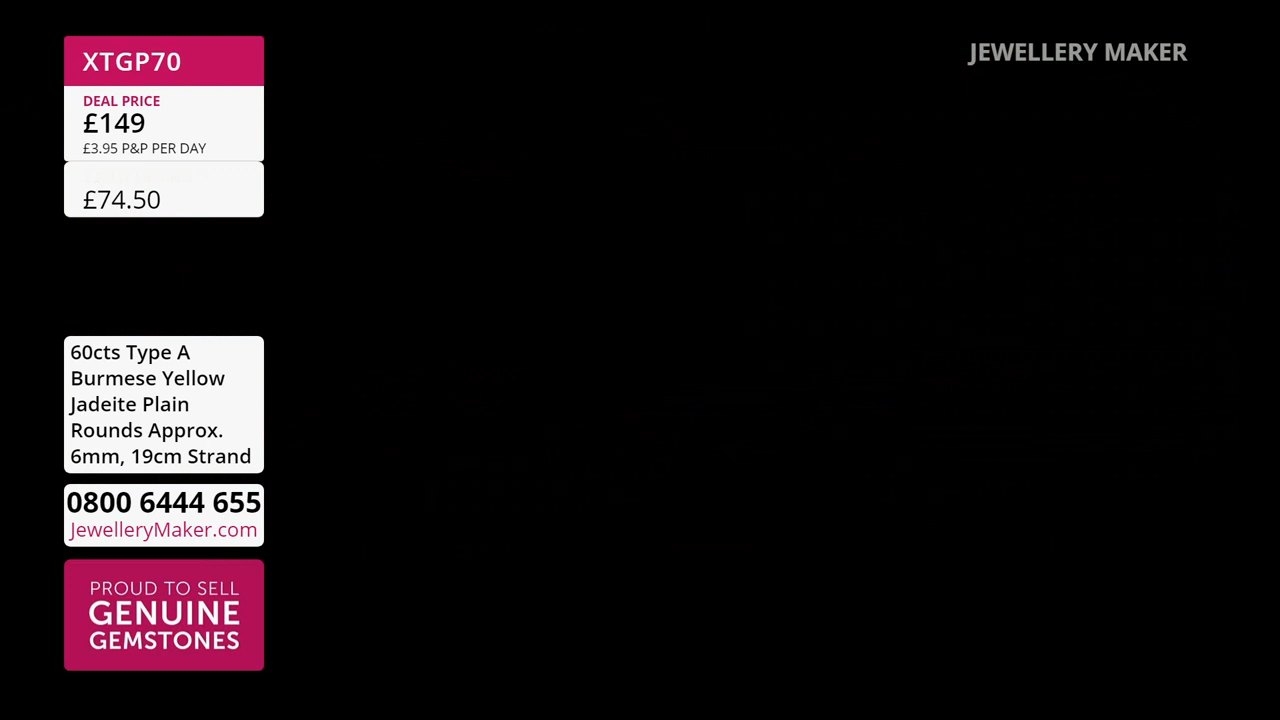 XTGP70
JEWELLERY MAKER
DEAL PRICE
£149
£3.95 P&P PER DAY
£74.50
60cts Type A
Burmese Yellow
Jadeite Plain
Rounds Approx.
6mm, 19cm Strand
0800 6444 655
JewelleryMaker.com
PROUD TO SELL
GENUINE
GEMSTONES